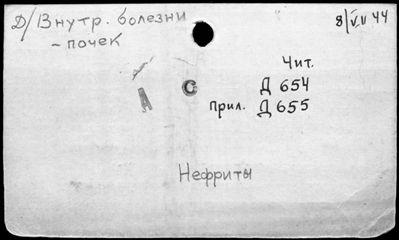 Д/Внутр. болезни
- почек
8/V.II 44
Чит.
Д 654
прил. Д 655
А С
Нефриты